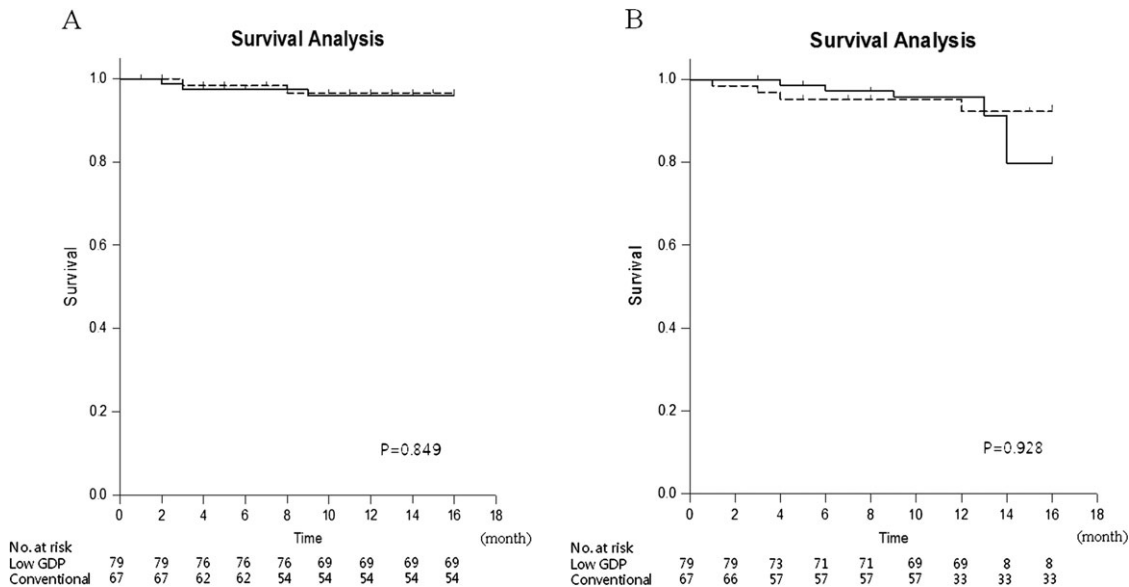 A
Survival Analysis
1.0
0.8
0.6
0.4
0.2
0.0
Survival
P=0.849
0 2 4 6 8 10 12 14 16 18
Time (month)
No. at risk
Low GDP 79 79 76 76 76 69 69 69 69
Conventional 67 67 62 62 54 54 54 54 54
B
Survival Analysis
1.0
0.8
0.6
0.4
0.2
0.0
Survival
P=0.928
0 2 4 6 8 10 12 14 16 18
Time (month)
No. at risk
Low GDP 79 79 73 71 71 69 69 8 8
Conventional 67 66 57 57 57 57 33 33 33